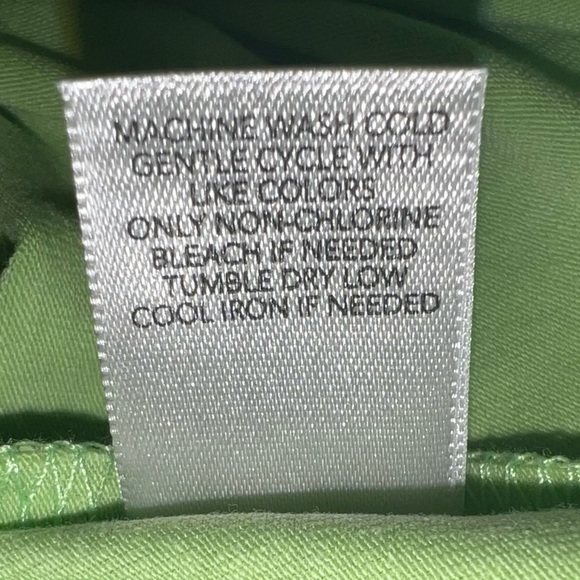 MACHINE WASH COLD
GENTLE CYCLE WITH
LIKE COLORS
ONLY NON-CHLORINE
BLEACH IF NEEDED
TUMBLE DRY LOW
COOL IRON IF NEEDED